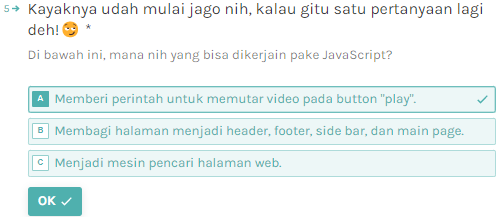 5→ Kayaknya udah mulai jago nih, kalau gitu satu pertanyaan lagi
deh! 😏 *
Di bawah ini, mana nih yang bisa dikerjain pake JavaScript?
A Memberi perintah untuk memutar video pada button "play".
B Membagi halaman menjadi header, footer, side bar, dan main page.
C Menjadi mesin pencari halaman web.
OK ✓